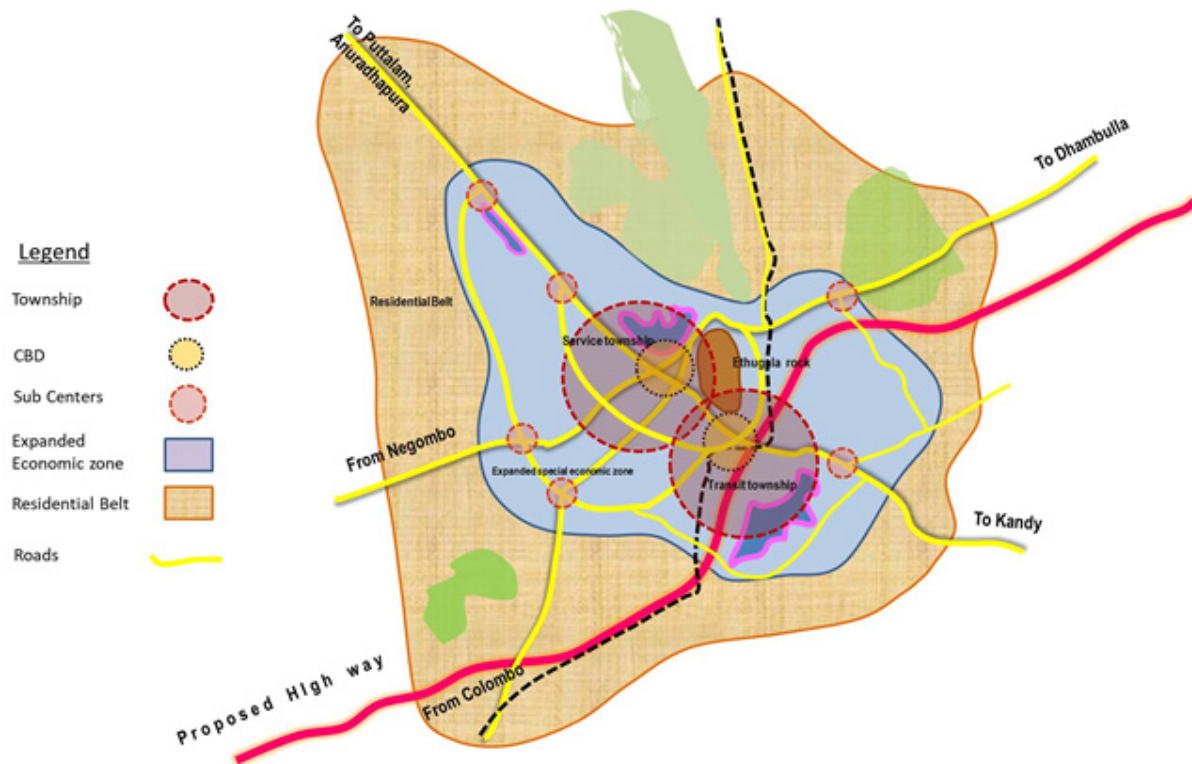 To Puttalam,
Anuradhapura
To Dhambulla
Legend
Township
CBD
Sub Centers
Expanded
Economic zone
Residential Belt
Roads
Residential Belt
Service township
Ethugala rock
From Negombo
Expanded special economic zone
Transit township
To Kandy
From Colombo
Proposed HIgh way